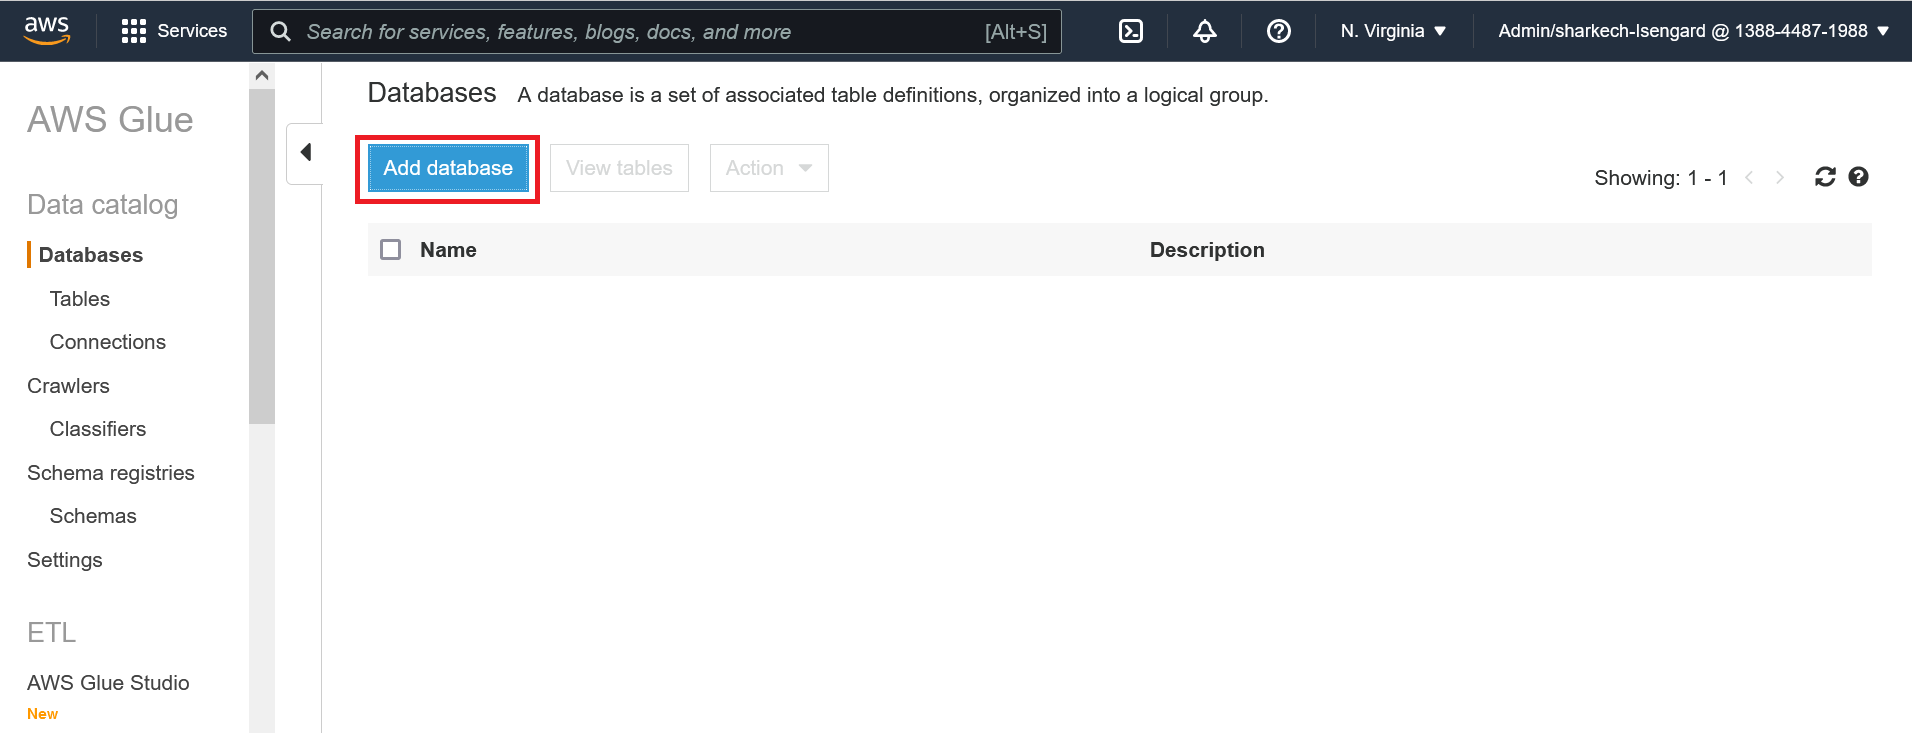 aws
Services
Search for services, features, blogs, docs, and more
[Alt+S]
N. Virginia
Admin/sharkech-Isengard @ 1388-4487-1988
AWS Glue
Data catalog
Databases
Tables
Connections
Crawlers
Classifiers
Schema registries
Schemas
Settings
ETL
AWS Glue Studio
New
Databases A database is a set of associated table definitions, organized into a logical group.
Add database
View tables
Action
Showing: 1 - 1
Name
Description